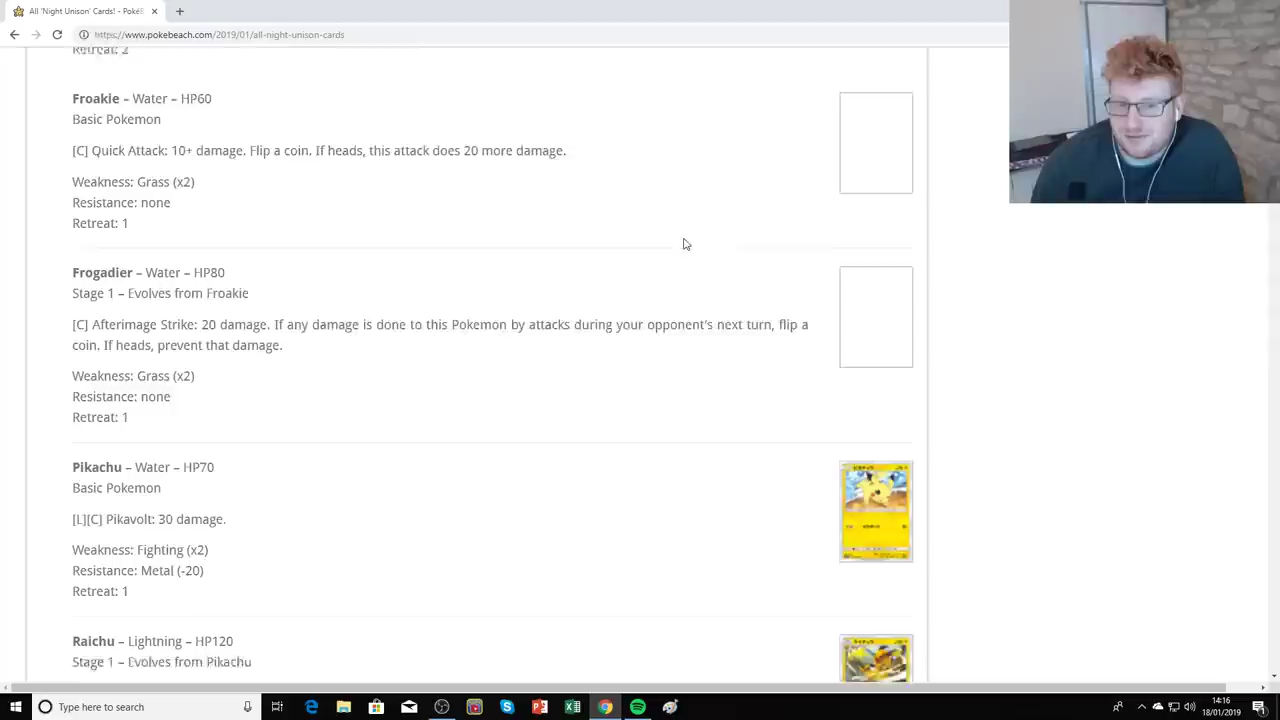 All 'Night Unison' Cards! - PokéB
https://www.pokebeach.com/2019/01/all-night-unison-cards
Retreat: 2
Froakie – Water – HP60
Basic Pokemon
[C] Quick Attack: 10+ damage. Flip a coin. If heads, this attack does 20 more damage.
Weakness: Grass (x2)
Resistance: none
Retreat: 1
Frogadier – Water – HP80
Stage 1 – Evolves from Froakie
[C] Afterimage Strike: 20 damage. If any damage is done to this Pokemon by attacks during your opponent's next turn, flip a
coin. If heads, prevent that damage.
Weakness: Grass (x2)
Resistance: none
Retreat: 1
Pikachu – Water – HP70
Basic Pokemon
[L][C] Pikavolt: 30 damage.
Weakness: Fighting (x2)
Resistance: Metal (-20)
Retreat: 1
Raichu – Lightning – HP120
Stage 1 – Evolves from Pikachu
Type here to search
14:16
18/01/2019